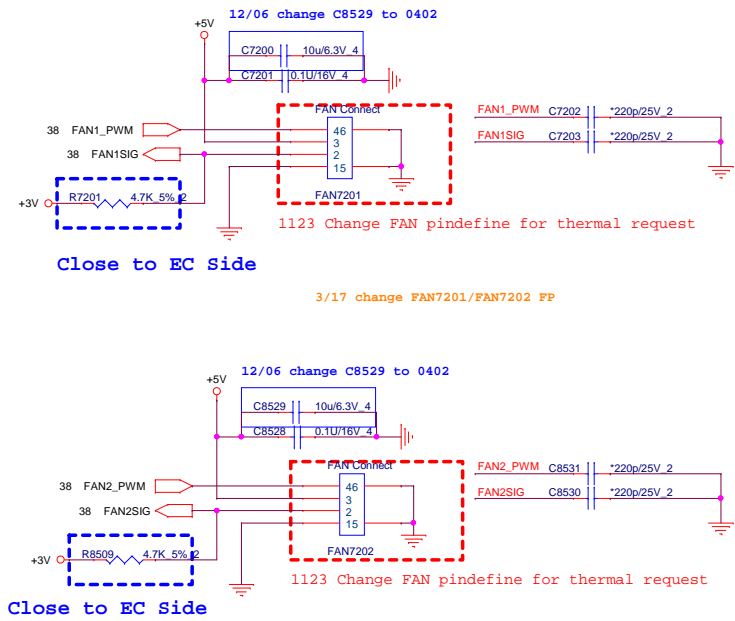 12/06 change C8529 to 0402
+5V
C7200 10u/6.3V_4
C7201 0.1U/16V_4
FAN Connect
FAN1_PWM C7202 *220p/25V_2
38 FAN1_PWM
46
3
FAN1SIG C7203 *220p/25V_2
38 FAN1SIG
2
15
+3V R7201 4.7K_5%_2
FAN7201
1123 Change FAN pindefine for thermal request
Close to EC Side
3/17 change FAN7201/FAN7202 FP
12/06 change C8529 to 0402
+5V
C8529 10u/6.3V_4
C8528 0.1U/16V_4
FAN Connect
FAN2_PWM C8531 *220p/25V_2
38 FAN2_PWM
46
3
FAN2SIG C8530 *220p/25V_2
38 FAN2SIG
2
15
+3V R8509 4.7K_5%_2
FAN7202
1123 Change FAN pindefine for thermal request
Close to EC Side